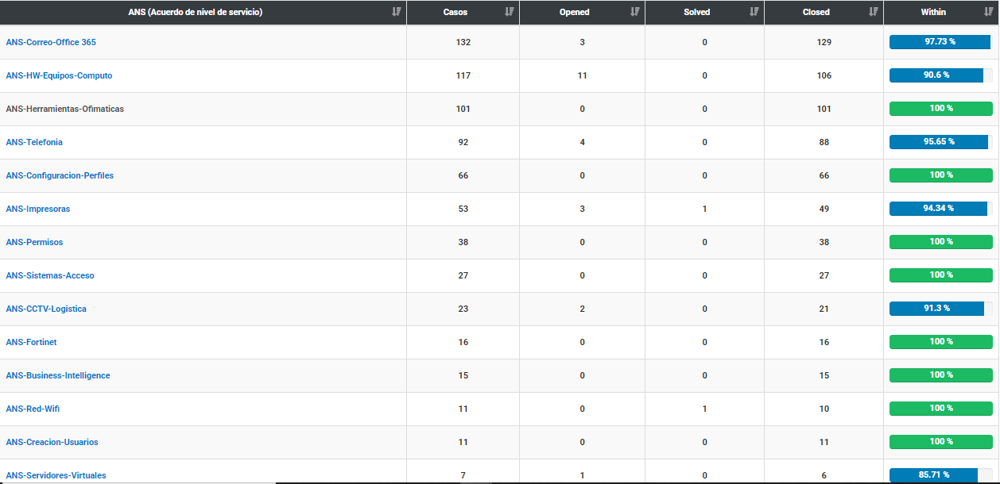 ANS (Acuerdo de nivel de servicio) Casos Opened Solved Closed Within
ANS-Correo-Office 365 132 3 0 129 97.73 %
ANS-HW-Equipos-Computo 117 11 0 106 90.6 %
ANS-Herramientas-Ofimaticas 101 0 0 101 100 %
ANS-Telefonia 92 4 0 88 95.65 %
ANS-Configuracion-Perfiles 66 0 0 66 100 %
ANS-Impresoras 53 3 1 49 94.34 %
ANS-Permisos 38 0 0 38 100 %
ANS-Sistemas-Acceso 27 0 0 27 100 %
ANS-CCTV-Logistica 23 2 0 21 91.3 %
ANS-Fortinet 16 0 0 16 100 %
ANS-Business-Intelligence 15 0 0 15 100 %
ANS-Red-Wifi 11 0 1 10 100 %
ANS-Creacion-Usuarios 11 0 0 11 100 %
ANS-Servidores-Virtuales 7 1 0 6 85.71 %